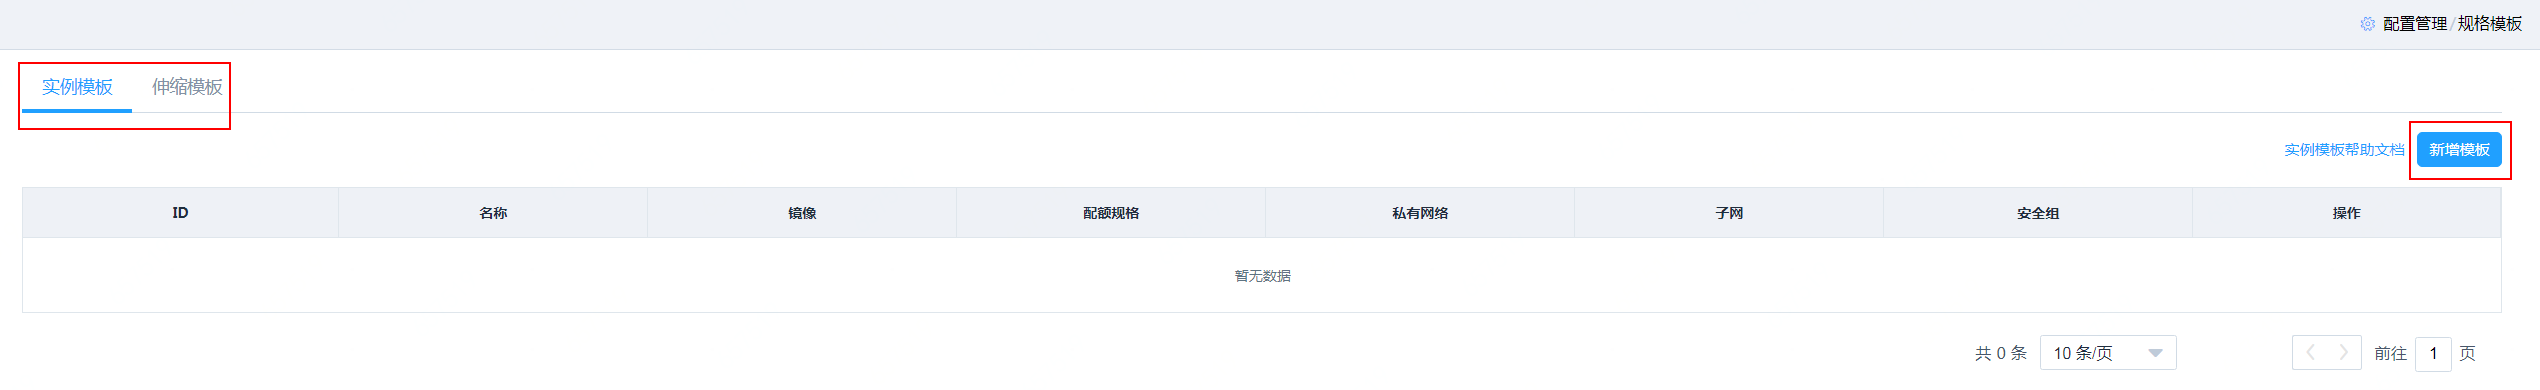 配置管理/规格模板
实例模板 伸缩模板
实例模板帮助文档 新增模板
ID 名称 镜像 配额规格 私有网络 子网 安全组 操作
暂无数据
共 0 条 10 条/页 前往 1 页